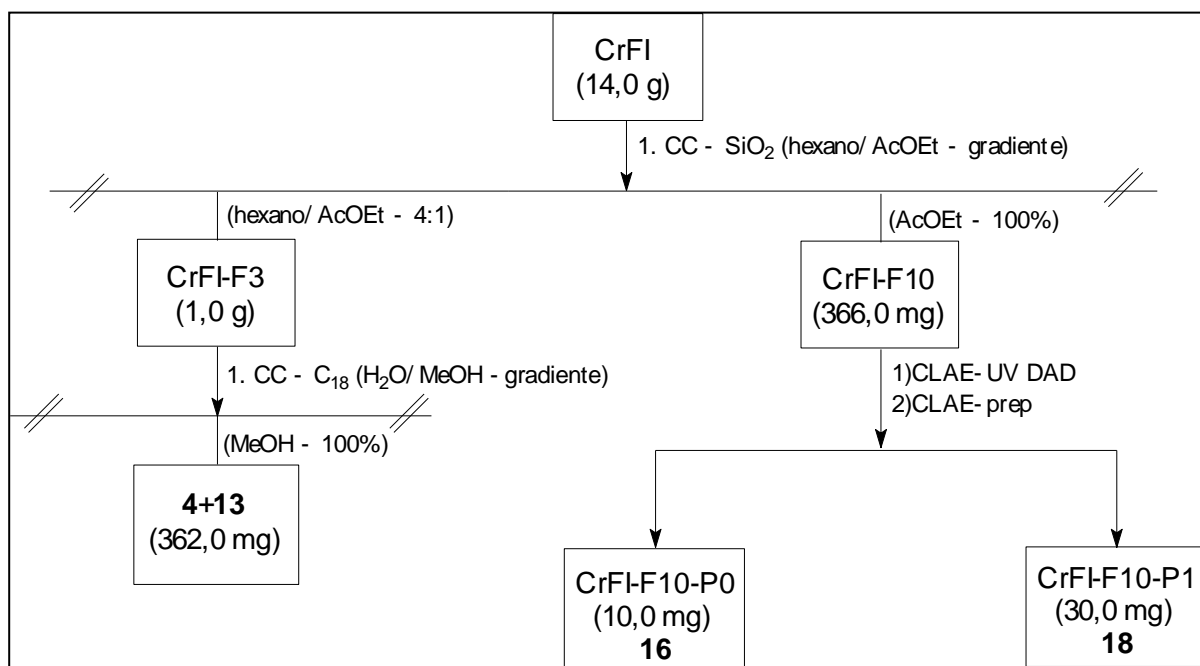 CrFI
(14,0 g)
1. CC - SiO₂ (hexano/ AcOEt - gradiente)
(hexano/ AcOEt - 4:1)
(AcOEt - 100%)
CrFI-F3
(1,0 g)
CrFI-F10
(366,0 mg)
1. CC - C₁₈ (H₂O/ MeOH - gradiente)
1)CLAE- UV DAD
2)CLAE- prep
(MeOH - 100%)
4+13
(362,0 mg)
CrFI-F10-P0
(10,0 mg)
16
CrFI-F10-P1
(30,0 mg)
18